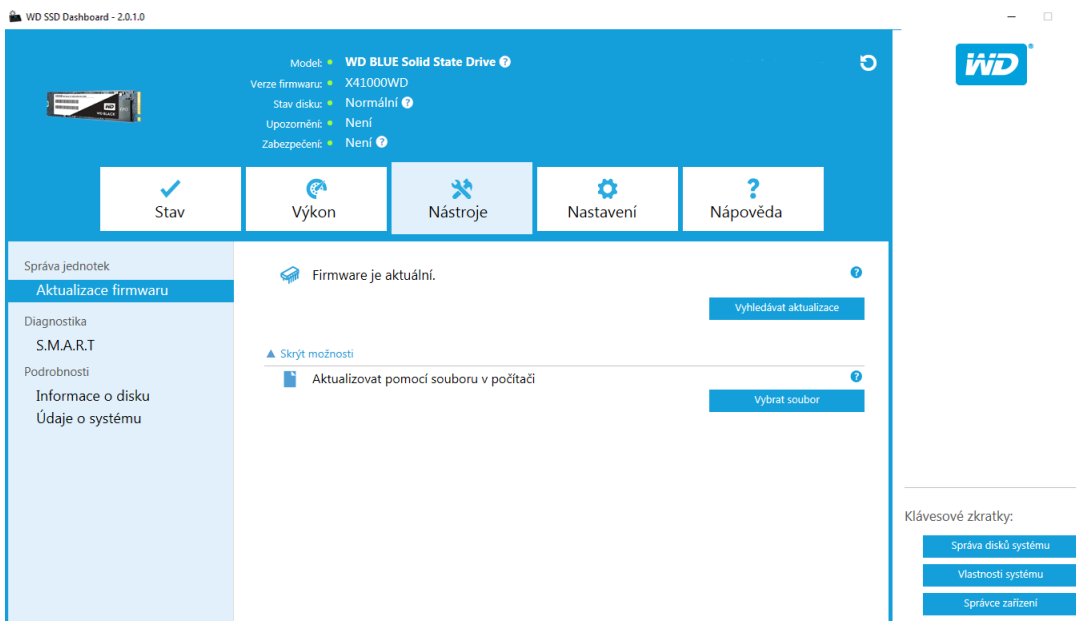 WD SSD Dashboard - 2.0.1.0
Model: WD BLUE Solid State Drive ?
Verze firmwaru: X41000WD
Stav disku: Normální ?
Upozornění: Není
Zabezpečení: Není ?
WD
Stav
Výkon
Nástroje
Nastavení
?
Nápověda
Správa jednotek
Aktualizace firmwaru
Diagnostika
S.M.A.R.T
Podrobnosti
Informace o disku
Údaje o systému
Firmware je aktuální. ?
Vyhledávat aktualizace
Skrýt možnosti
Aktualizovat pomocí souboru v počítači ?
Vybrat soubor
Klávesové zkratky:
Správa disků systému
Vlastnosti systému
Správce zařízení